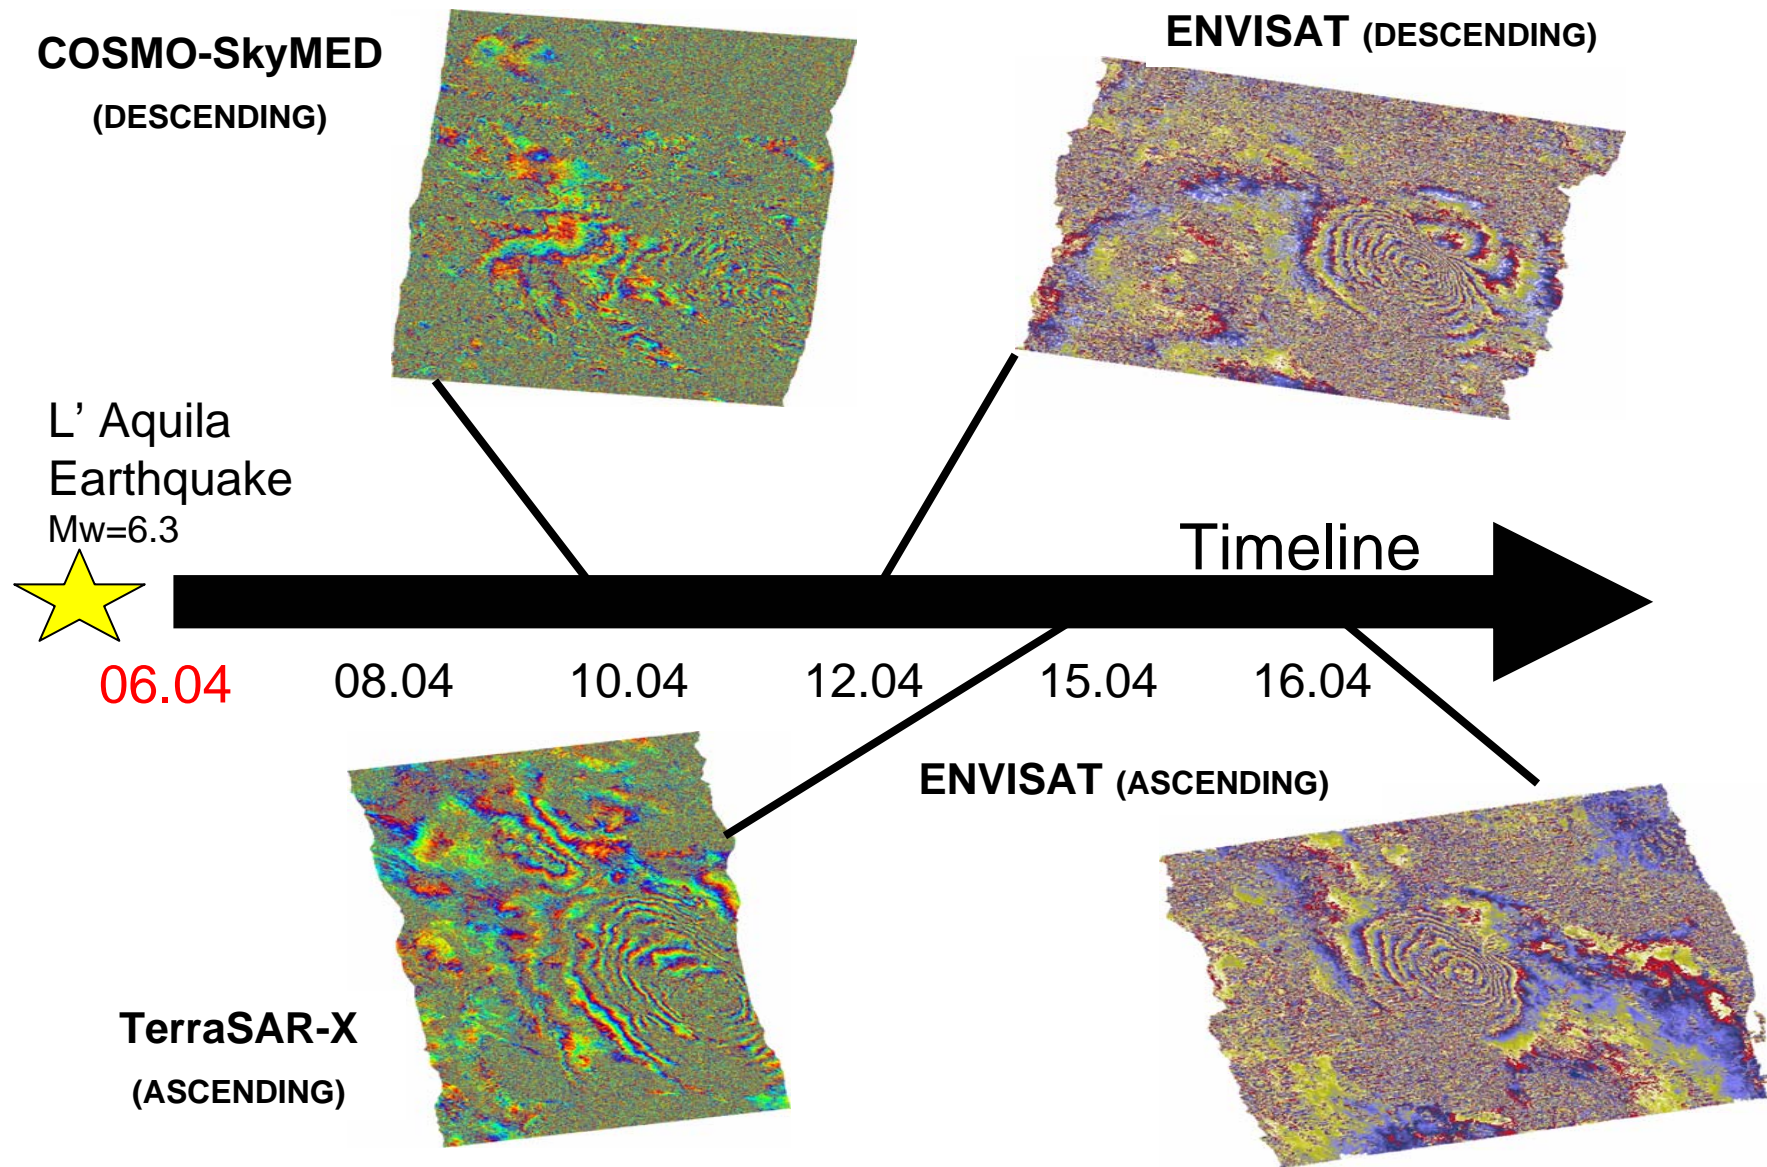 COSMO-SkyMED
(DESCENDING)
ENVISAT (DESCENDING)
L’ Aquila
Earthquake
Mw=6.3
Timeline
06.04
08.04
10.04
12.04
15.04
16.04
ENVISAT (ASCENDING)
TerraSAR-X
(ASCENDING)